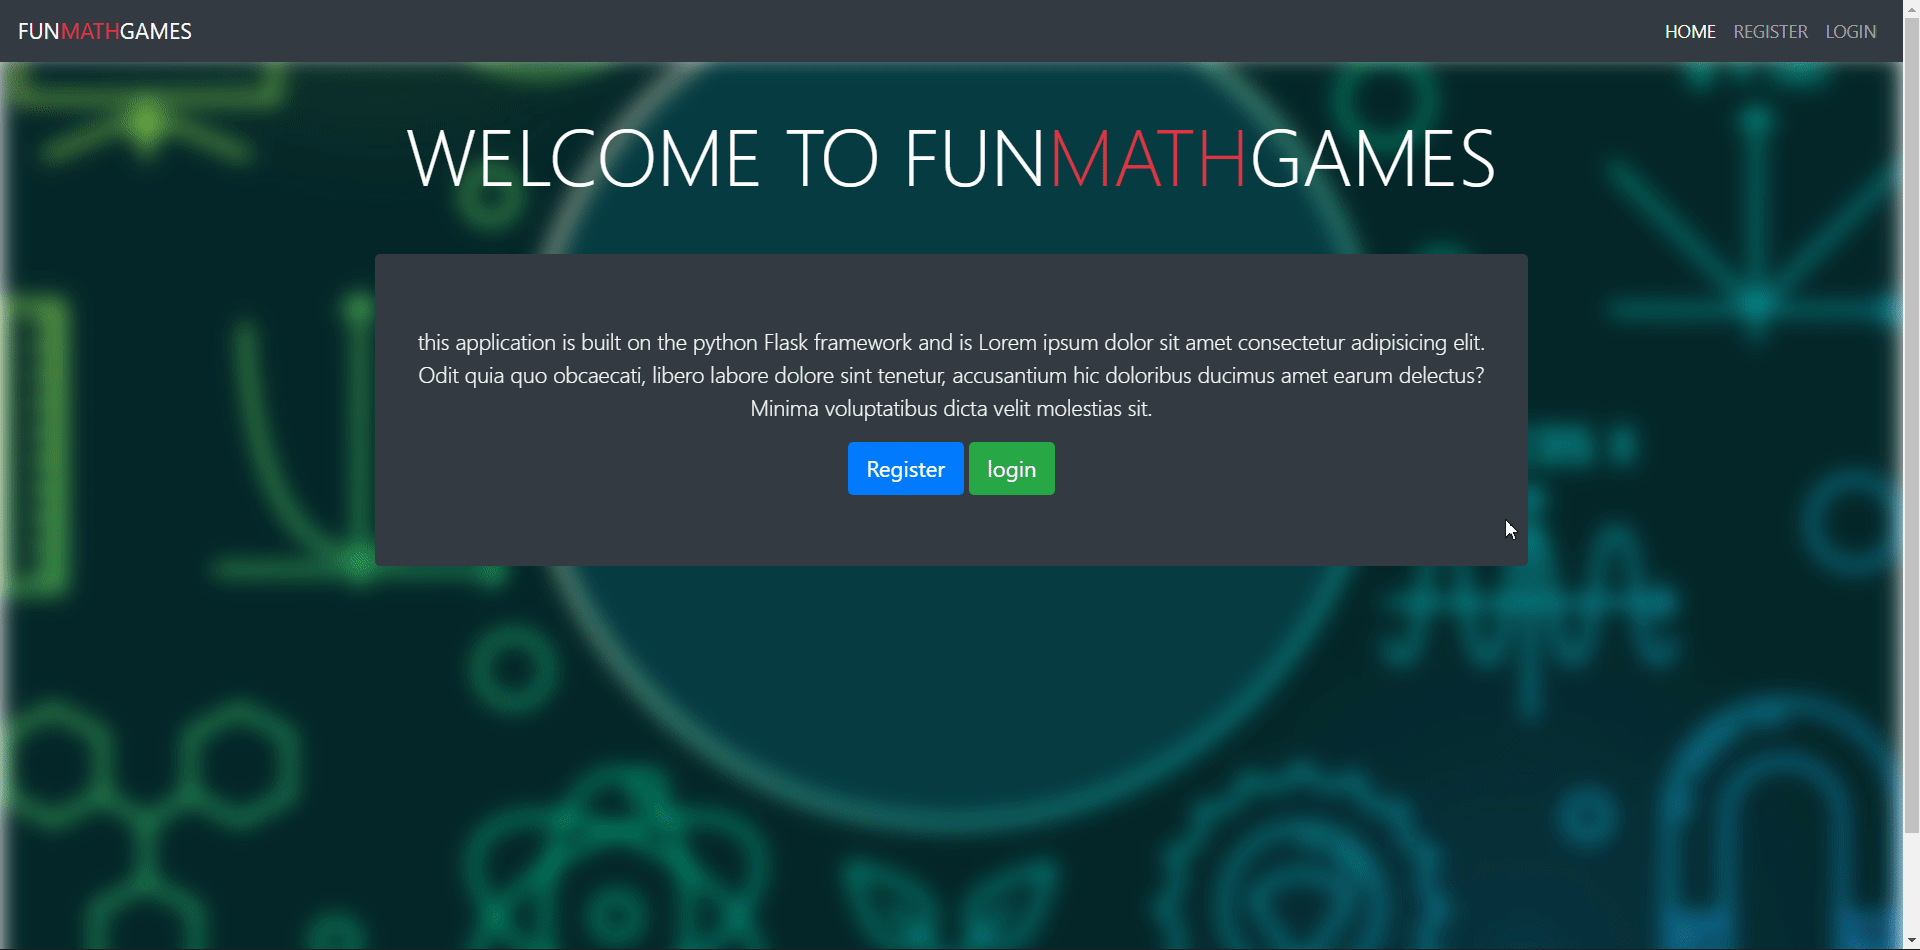 FUNMATHGAMES
HOME REGISTER LOGIN
WELCOME TO FUNMATHGAMES
this application is built on the python Flask framework and is Lorem ipsum dolor sit amet consectetur adipisicing elit.
Odit quia quo obcaecati, libero labore dolore sint tenetur, accusantium hic doloribus ducimus amet earum delectus?
Minima voluptatibus dicta velit molestias sit.
Register login